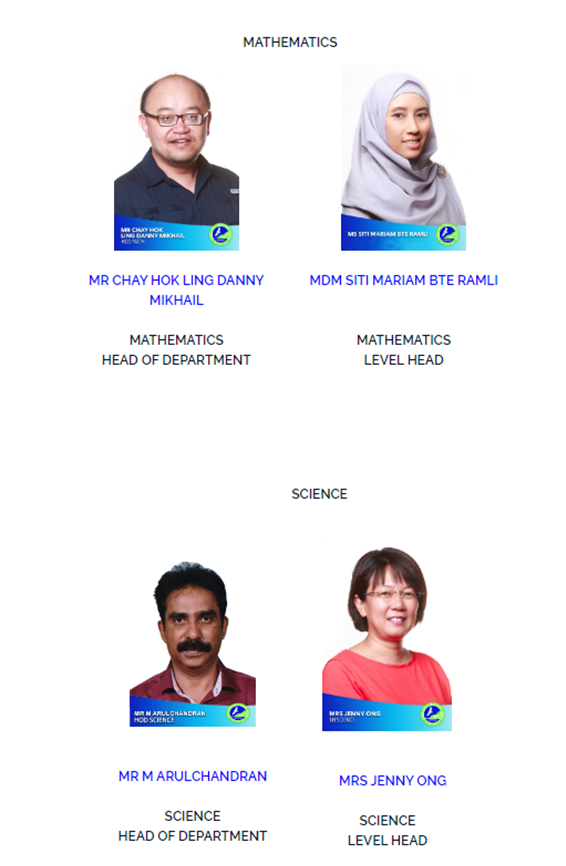 MATHEMATICS
MR CHAY HOK
LING DANNY MIKHAIL
HOD MATH
MS SITI MARIAM BTE RAMLI
MR CHAY HOK LING DANNY
MIKHAIL
MDM SITI MARIAM BTE RAMLI
MATHEMATICS
HEAD OF DEPARTMENT
MATHEMATICS
LEVEL HEAD
SCIENCE
MR M ARULCHANDRAN
HOD SCIENCE
MRS JENNY ONG
MR M ARULCHANDRAN
MRS JENNY ONG
SCIENCE
HEAD OF DEPARTMENT
SCIENCE
LEVEL HEAD